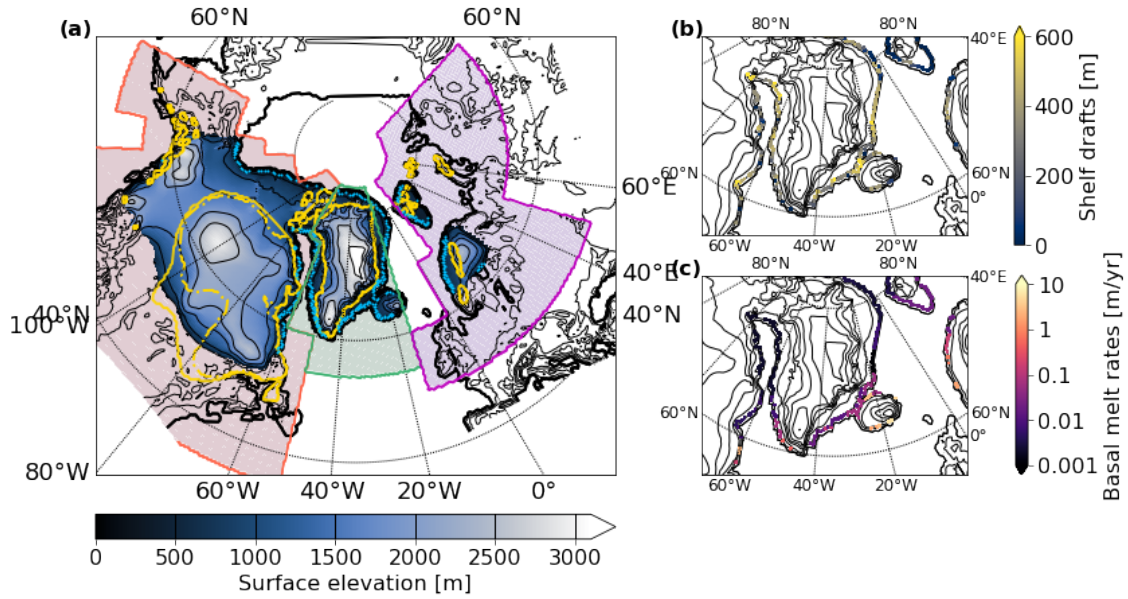 (a)
60°N
60°N
60°E
40°E
40°N
40°N
100°W
80°W
60°W
40°W
20°W
0°
0
500
1000
1500
2000
2500
3000
Surface elevation [m]
(b)
80°N
80°N
40°E
60°N
60°N
0°
60°W
40°W
20°W
600
400
200
0
Shelf drafts [m]
(c)
80°N
80°N
40°E
60°N
60°N
0°
60°W
40°W
20°W
10
1
0.1
0.01
0.001
Basal melt rates [m/yr]